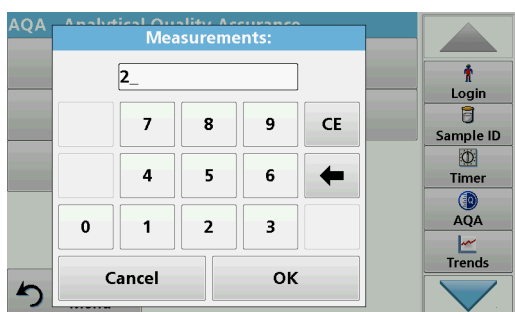 AQA - Analytical Quality Assurance
Measurements:
2_
7 8 9 CE
4 5 6
0 1 2 3
Cancel OK
Menu
Login
Sample ID
Timer
AQA
Trends